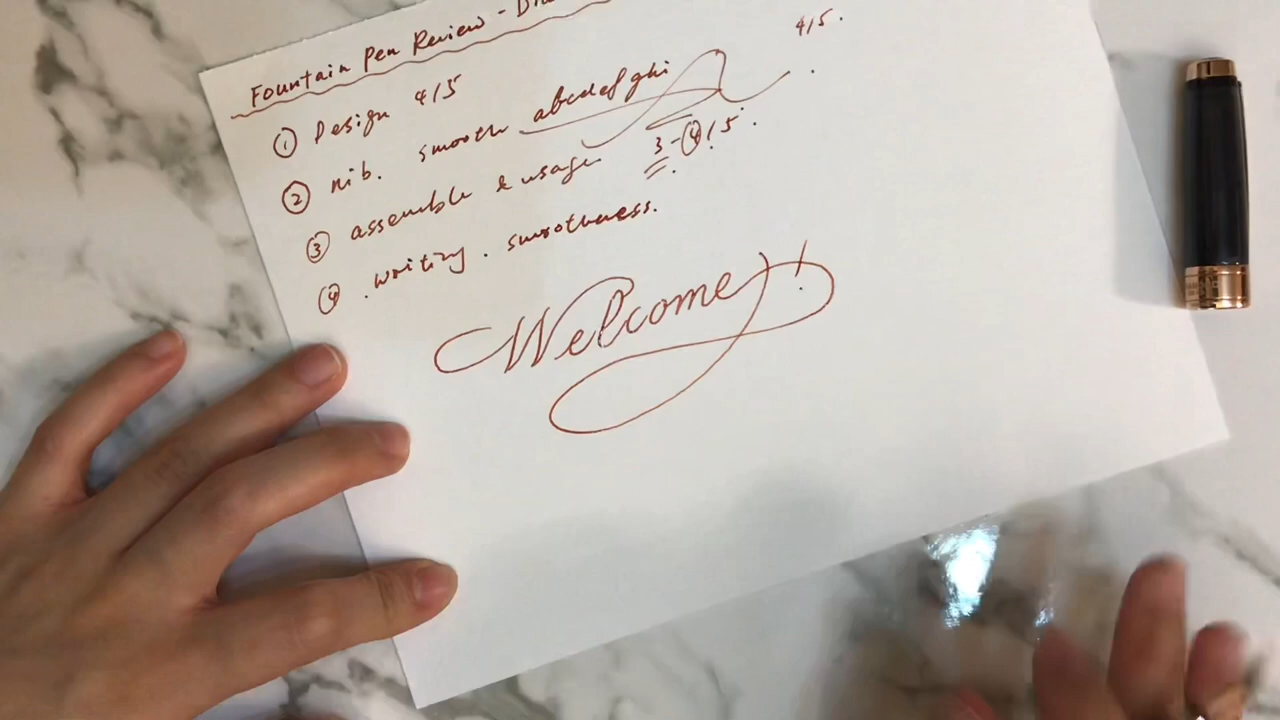 Fountain Pen Review -
① Design 4/5
② nib. smooth abcdefghi 4/5.
③ assemble & usage 3-④/5.
④ . writing . smoothness.
Welcome!